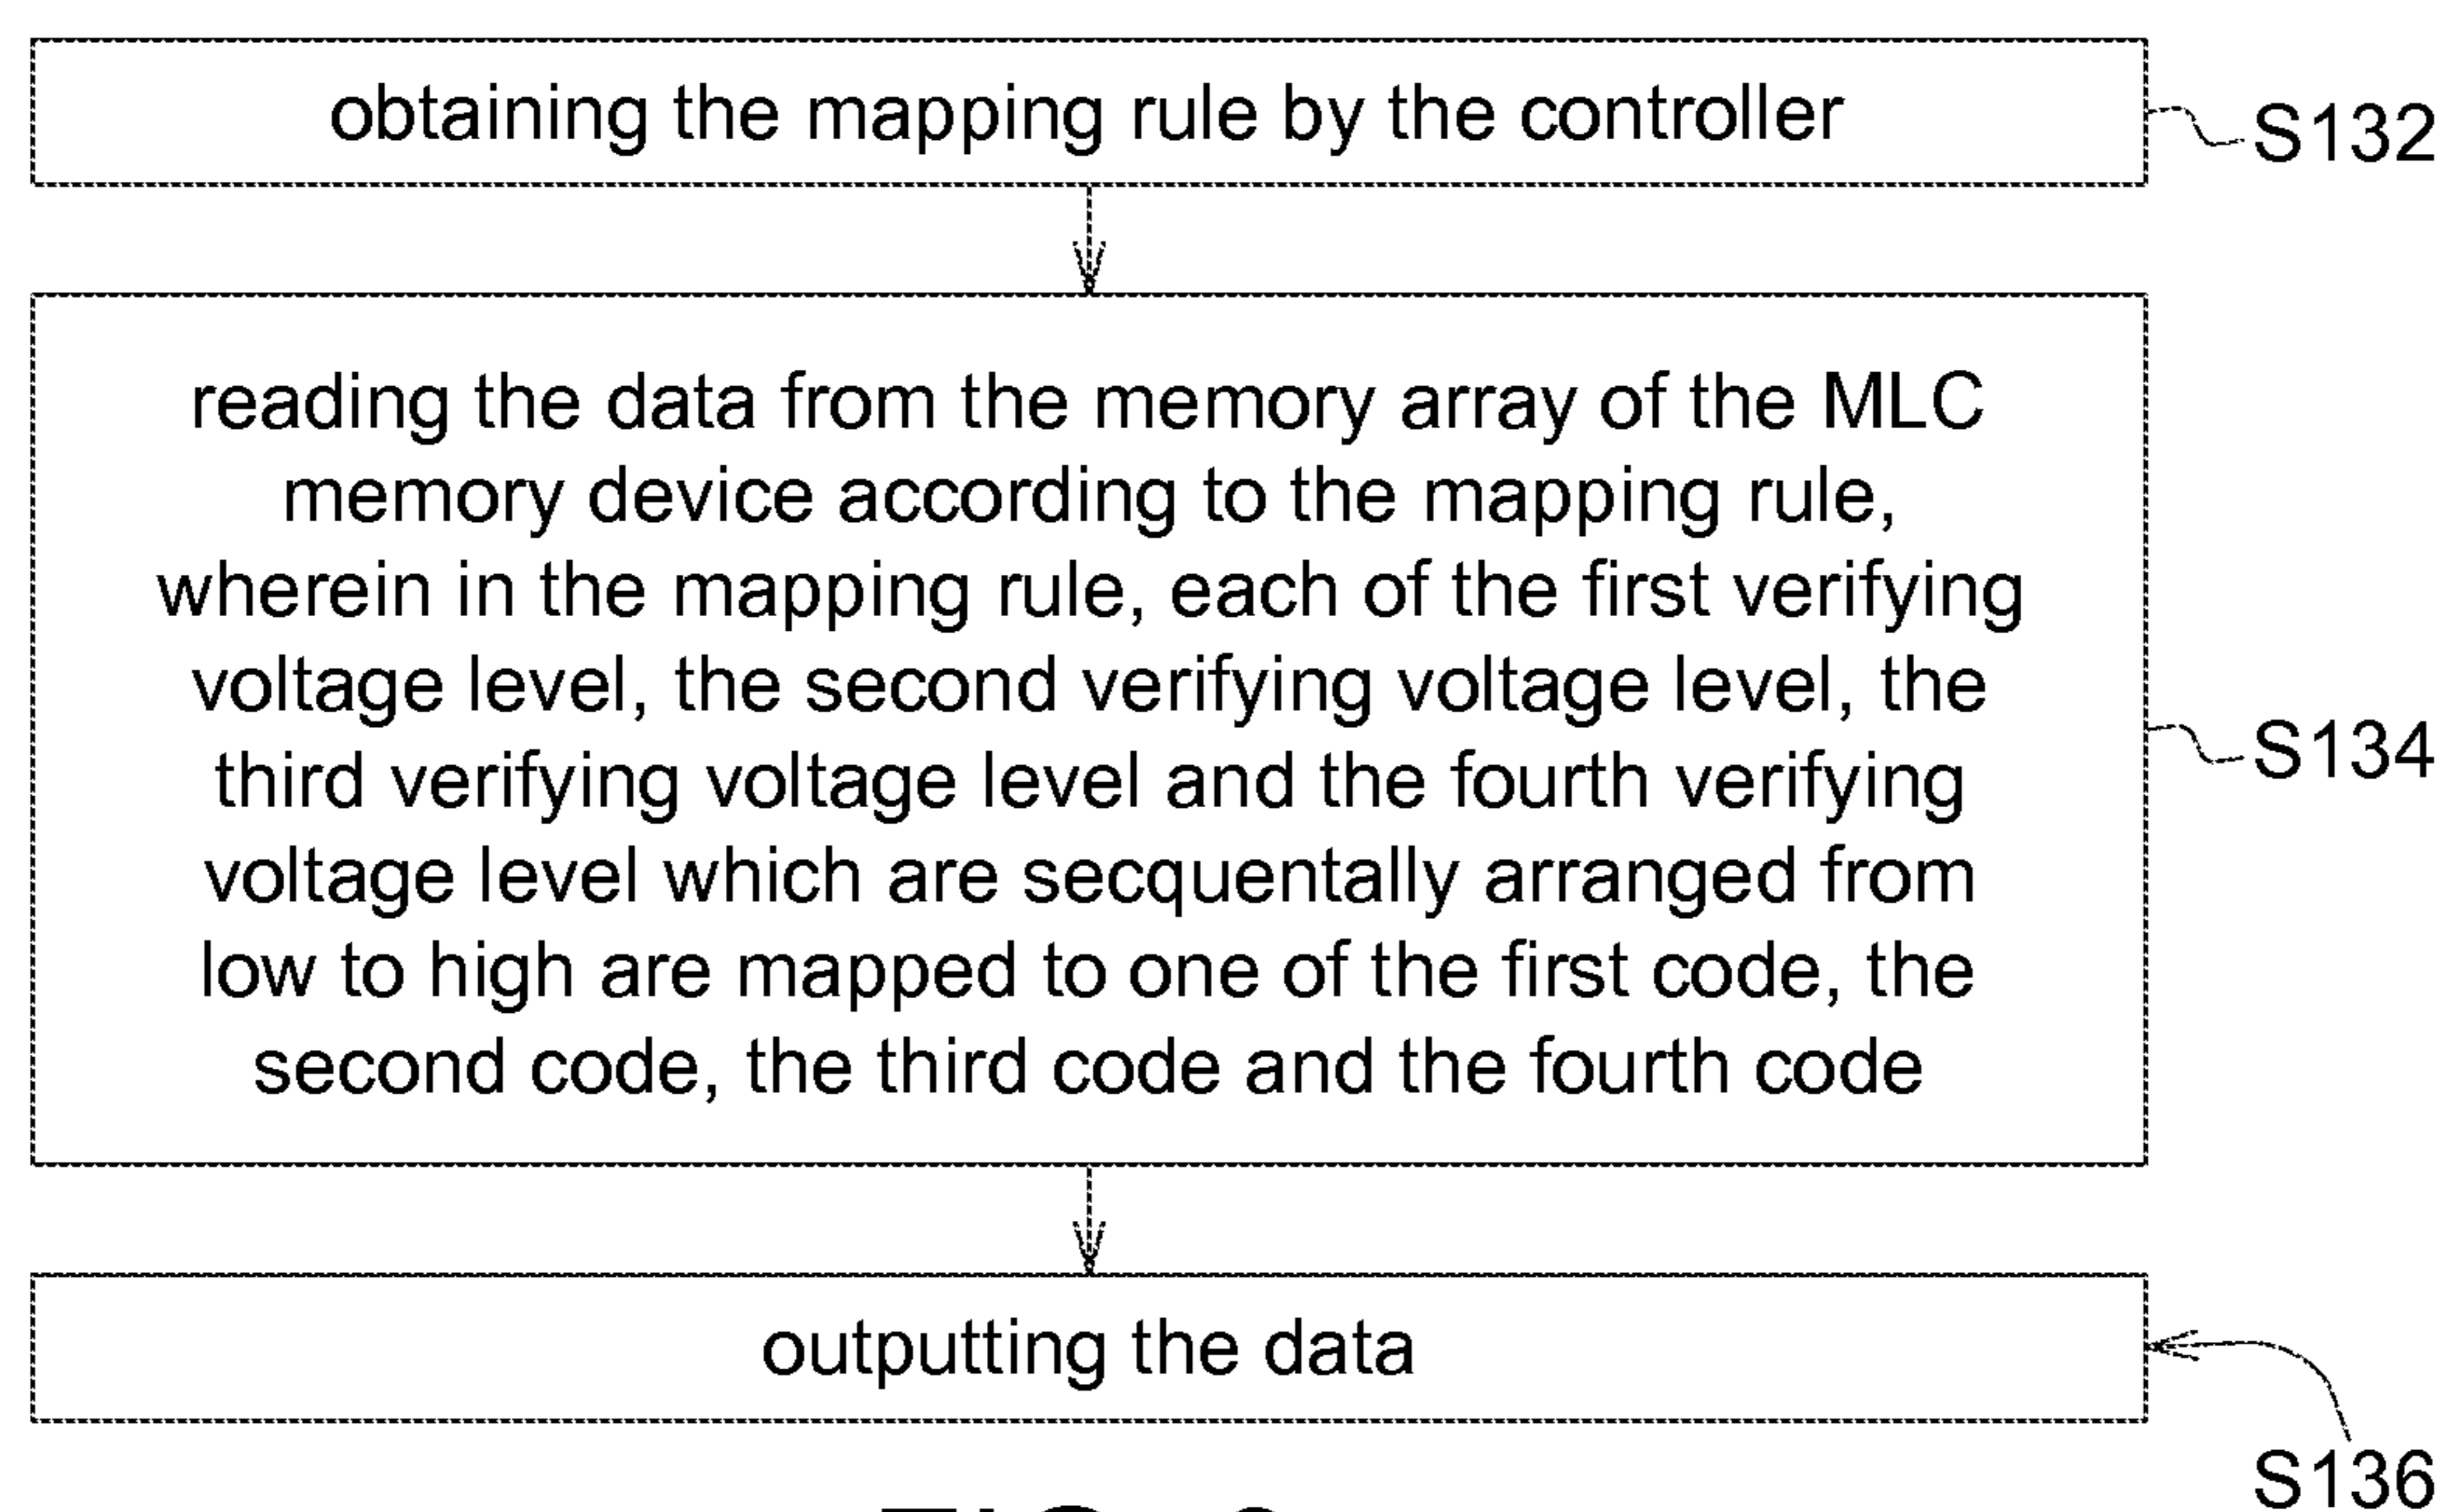 obtaining the mapping rule by the controller
S132
reading the data from the memory array of the MLC
memory device according to the mapping rule,
wherein in the mapping rule, each of the first verifying
voltage level, the second verifying voltage level, the
third verifying voltage level and the fourth verifying
voltage level which are secquentally arranged from
low to high are mapped to one of the first code, the
second code, the third code and the fourth code
S134
outputting the data
S136